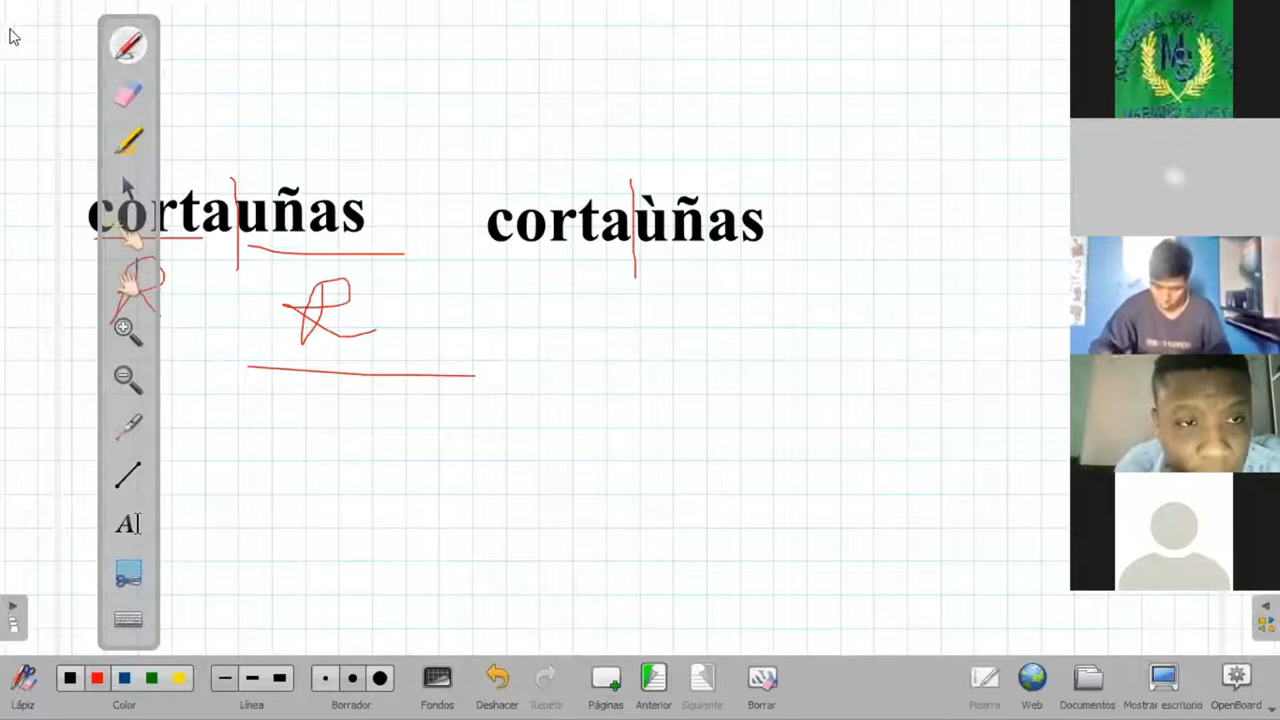 cortauñas cortaùñas
R
R
AI
Lápiz Color Línea Borrador Fondos Deshacer Repetir Páginas Anterior Siguiente Borrar Pizarra Web Documentos Mostrar escritorio OpenBoard